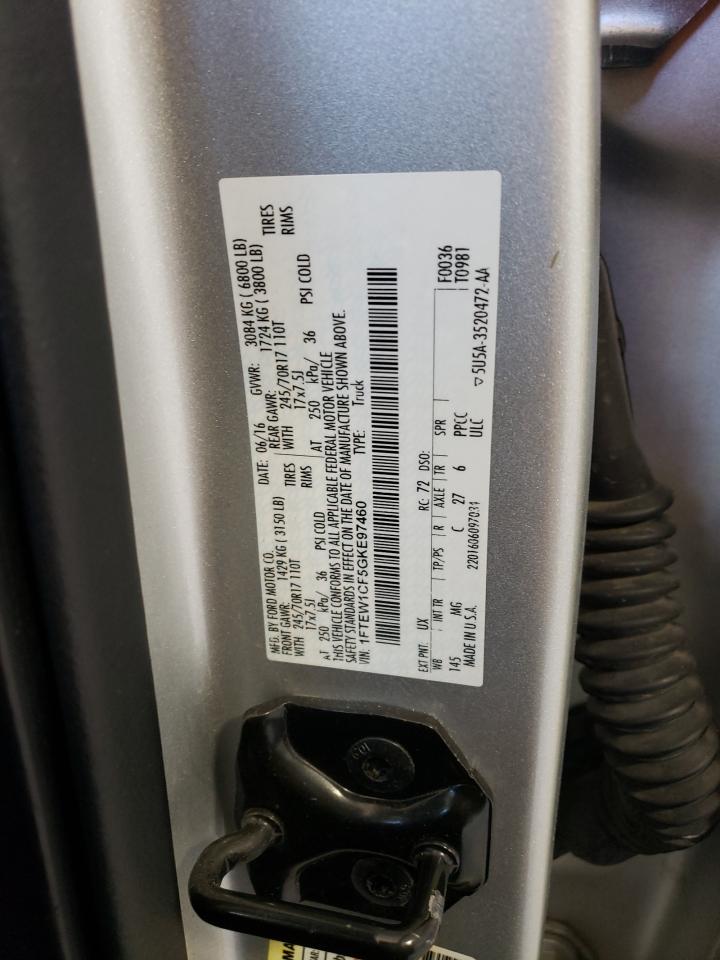 MFD. BY FORD MOTOR CO.
DATE: 06/16 GVWR: 3084 KG ( 6800 LB)
FRONT GAWR: 1429 KG ( 3150 LB)
REAR GAWR: 1724 KG ( 3800 LB)
WITH 245/70R17 110T TIRES
WITH 245/70R17 110T TIRES
17x7.5J RIMS
17x7.5J RIMS
AT 250 kPa/ 36 PSI COLD
AT 250 kPa/ 36 PSI COLD
THIS VEHICLE CONFORMS TO ALL APPLICABLE FEDERAL MOTOR VEHICLE
SAFETY STANDARDS IN EFFECT ON THE DATE OF MANUFACTURE SHOWN ABOVE.
VIN: 1FTEW1CF5GKE97460 TYPE: Truck
EXT PNT: UX RC: 72 DSO: F0036
WB INT TR TP/PS R AXLE TR SPR T0981
145 MG C 27 6 PPCC
MADE IN U.S.A. ULC
2201606097031 5U5A-3520472-AA
MA